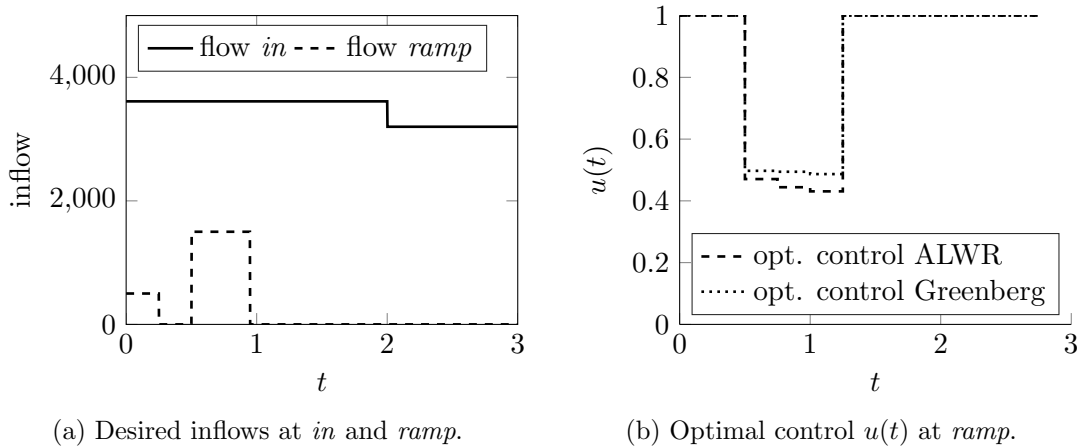 flow in flow ramp
4,000
2,000
0
inflow
0 1 2 3
t
(a) Desired inflows at in and ramp.
1
0.8
0.6
0.4
0.2
0
u(t)
opt. control ALWR
opt. control Greenberg
0 1 2 3
t
(b) Optimal control u(t) at ramp.